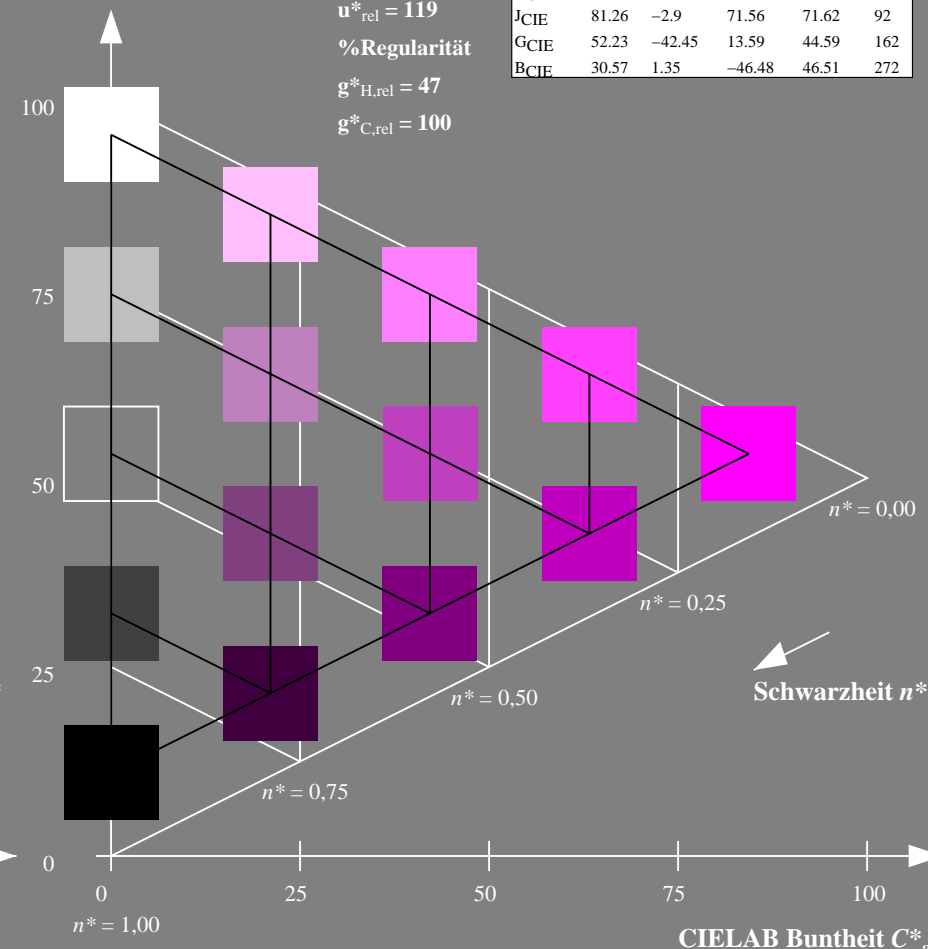 u*rel = 119
%Regularität
g*H,rel = 47
g*C,rel = 100
JCIE 81.26 −2.9 71.56 71.62 92
GCIE 52.23 −42.45 13.59 44.59 162
BCIE 30.57 1.35 −46.48 46.51 272
100
75
50
25
0
n* = 0,00
n* = 0,25
n* = 0,50
n* = 0,75
Schwarzheit n*
0 25 50 75 100
n* = 1,00
CIELAB Buntheit C*